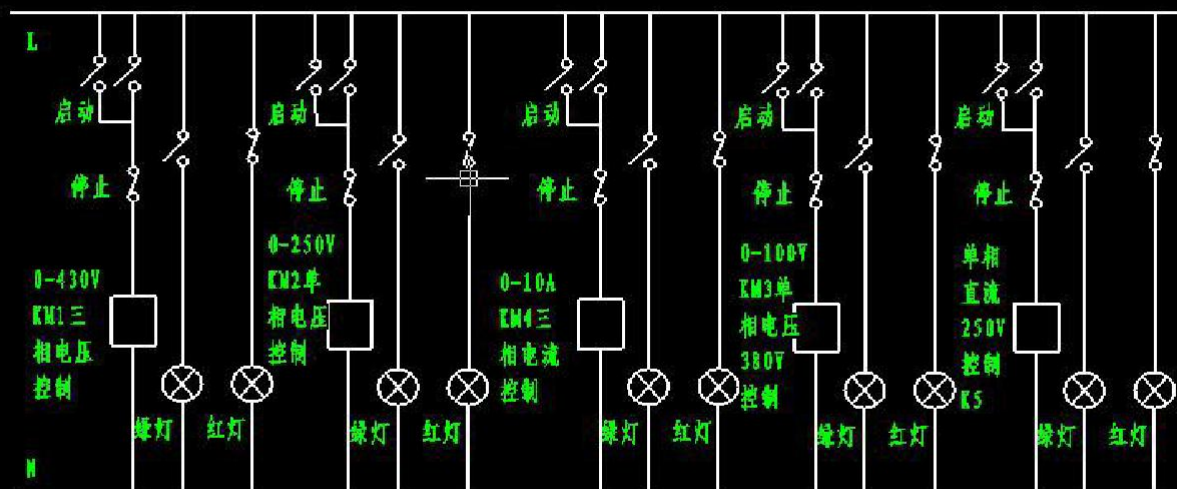 L
启动
停止
0-430V
KM1三
相电压
控制
绿灯
红灯
启动
停止
0-250V
KM2单
相电压
控制
绿灯
红灯
启动
停止
0-10A
KM4三
相电流
控制
绿灯
红灯
启动
停止
0-100V
KM3单
相电压
380V
控制
绿灯
红灯
启动
停止
单相
直流
250V
控制
K5
绿灯
红灯
N